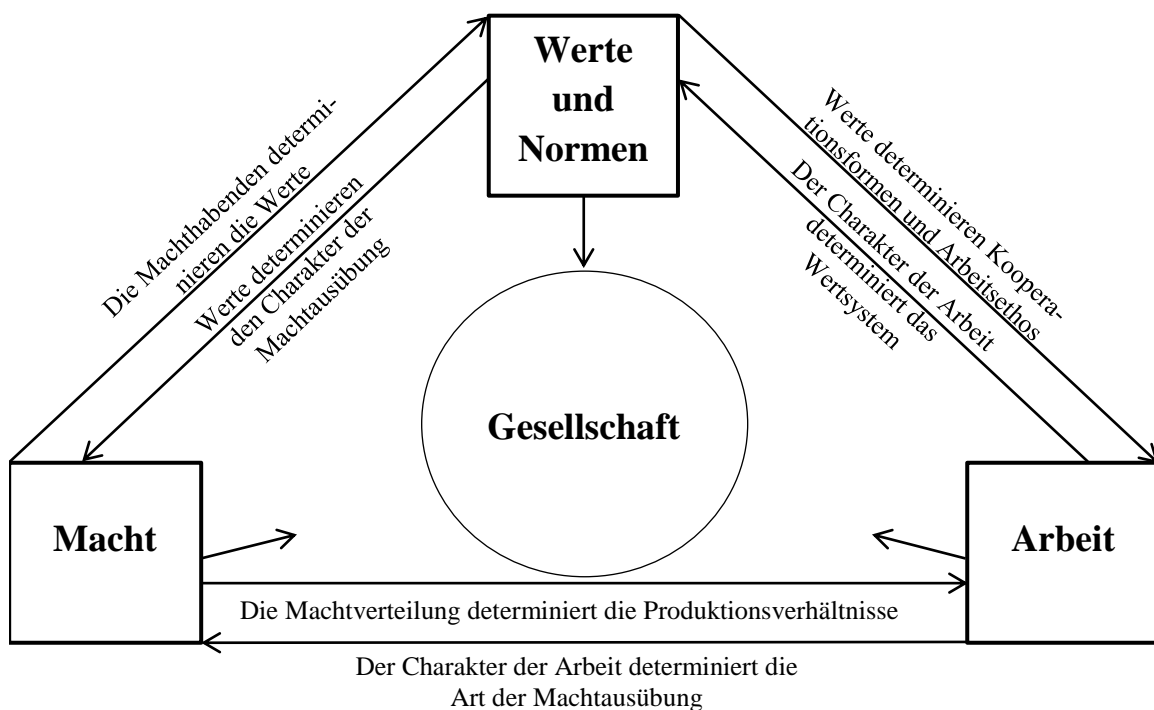 Werte
und
Normen
Die Machthabenden determi-
nieren die Werte
Werte determinieren
den Charakter der
Machtausübung
Werte determinieren Koopera-
tionsformen und Arbeitsethos
Der Charakter der Arbeit
determiniert das
Wertsystem
Gesellschaft
Macht
Arbeit
Die Machtverteilung determiniert die Produktionsverhältnisse
Der Charakter der Arbeit determiniert die
Art der Machtausübung